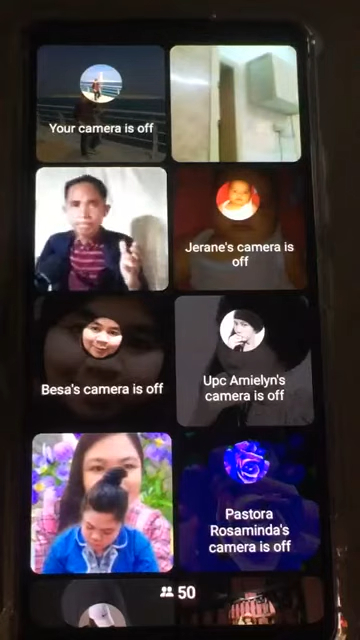 Your camera is off
Jerane's camera is
off
Besa's camera is off
Upc Amielyn's
camera is off
Pastora
Rosaminda's
camera is off
50